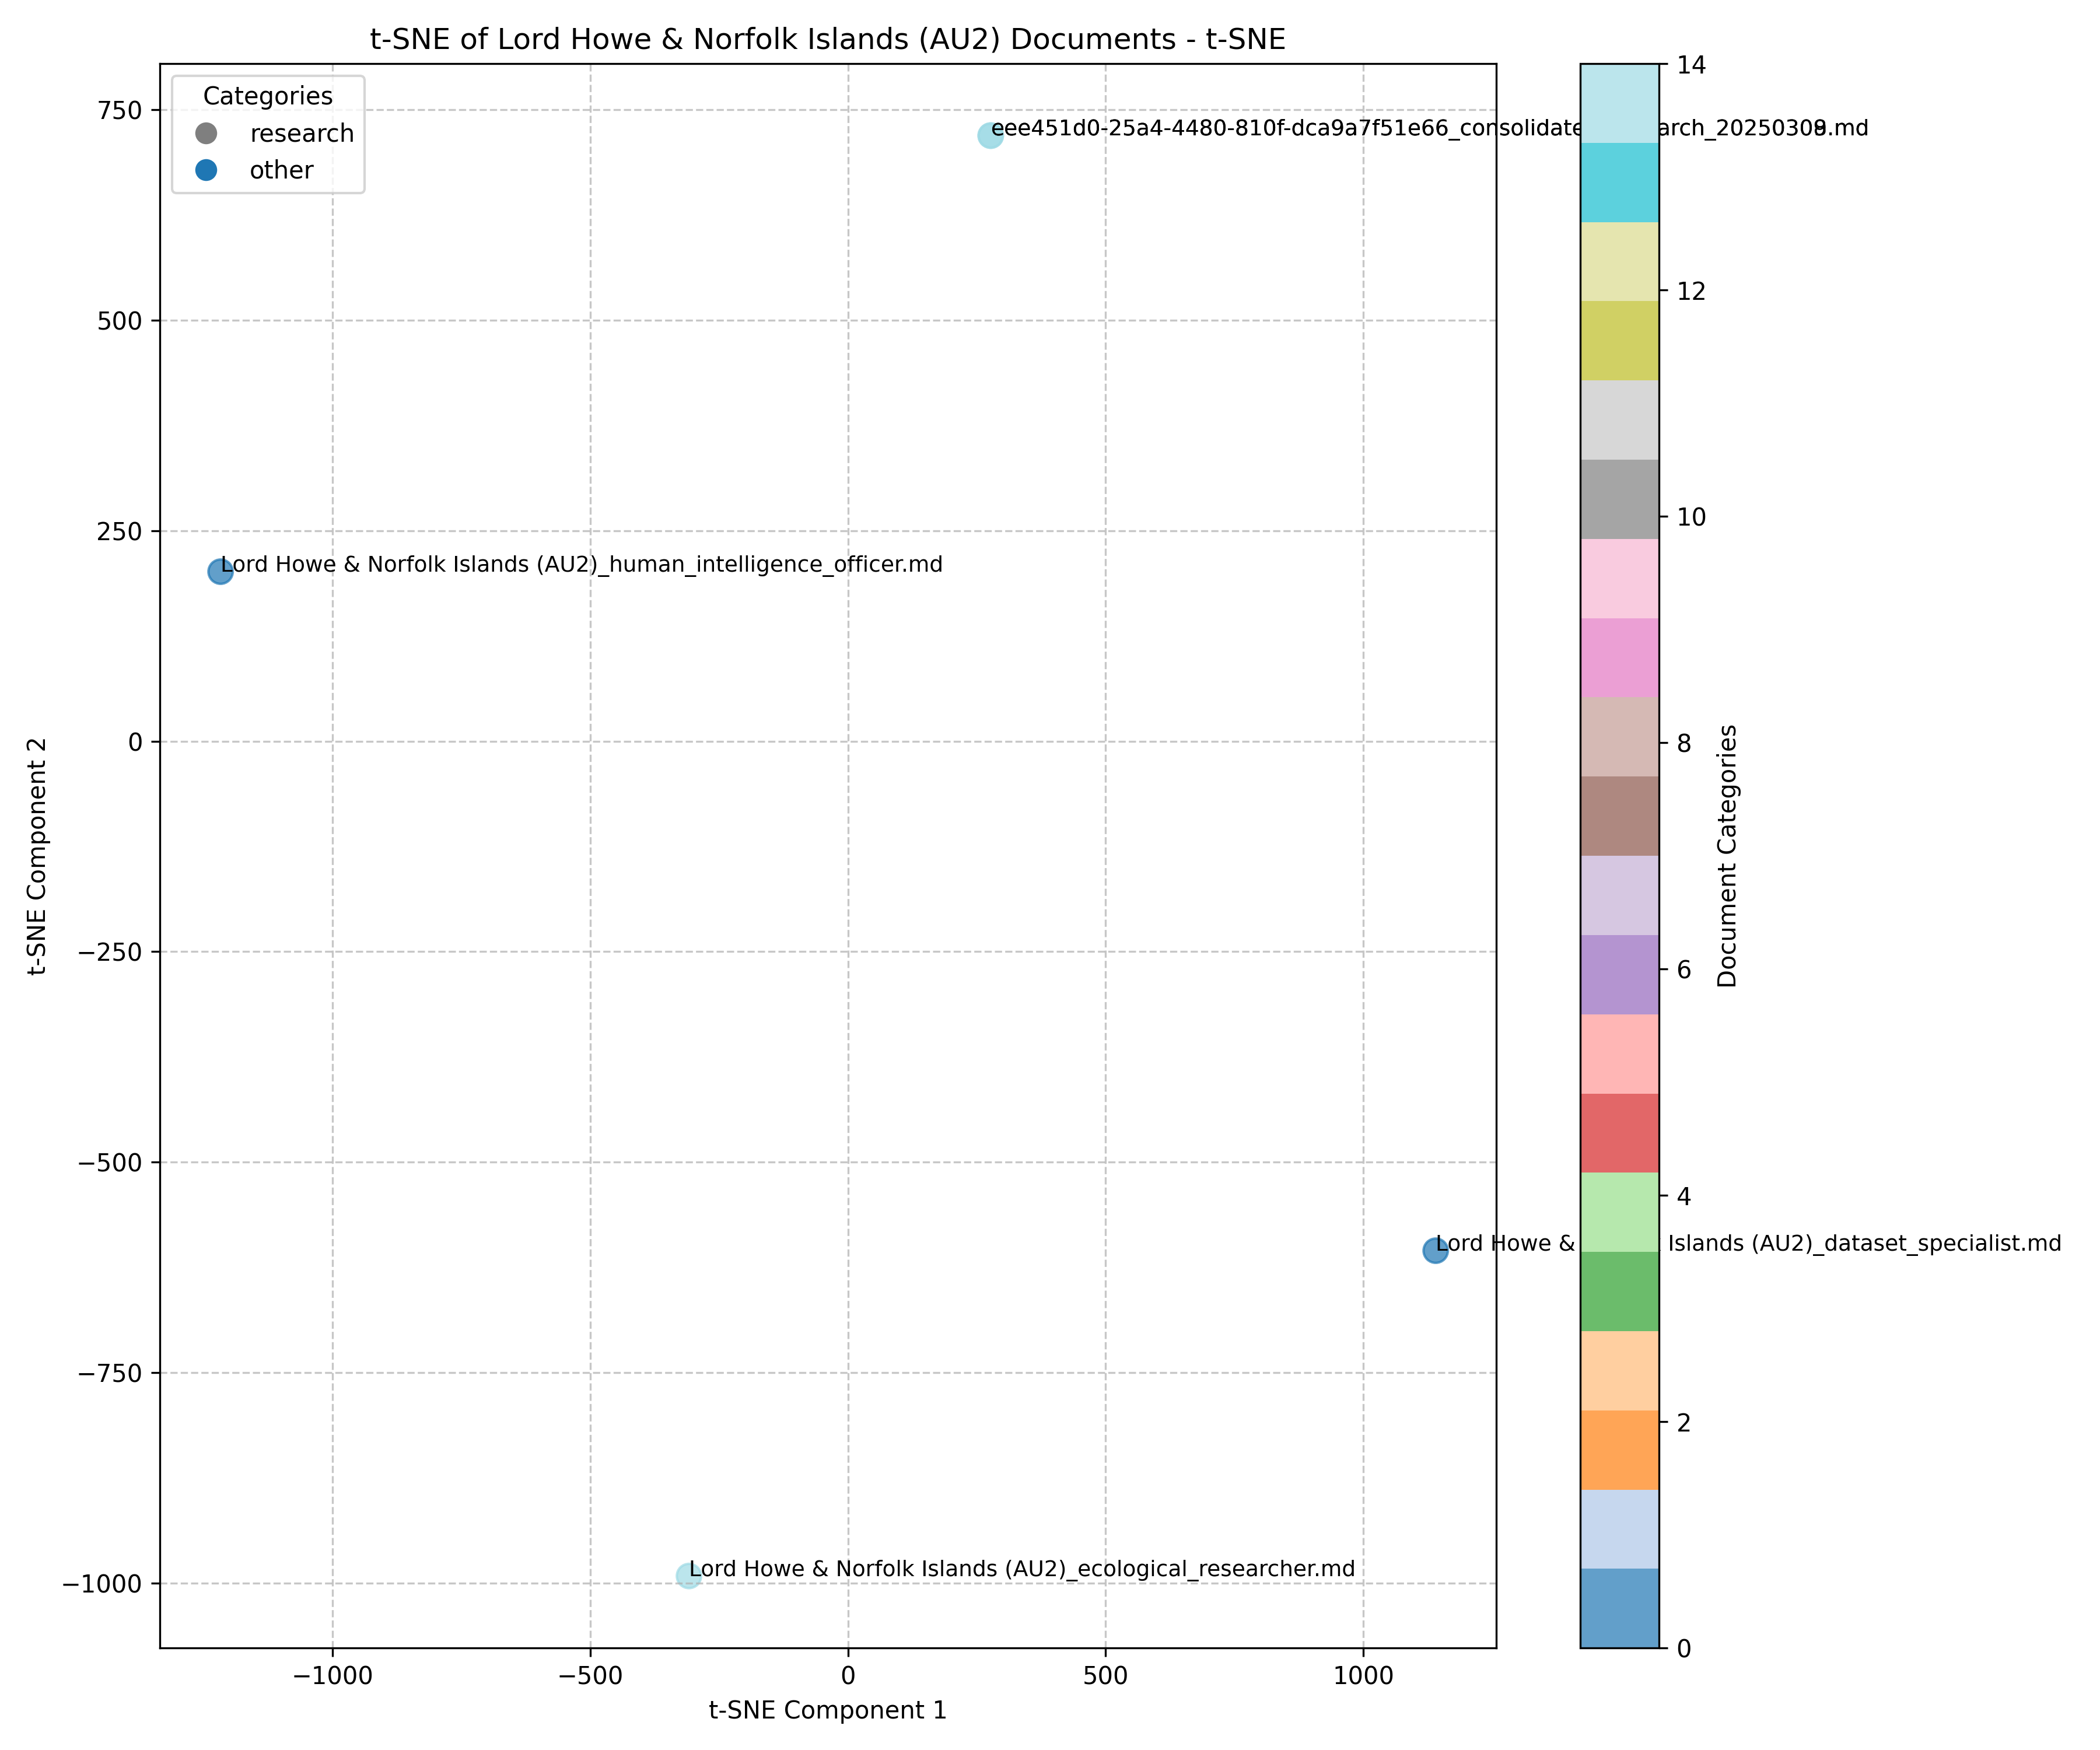 t-SNE of Lord Howe & Norfolk Islands (AU2) Documents - t-SNE
Categories
research
other
eee451d0-25a4-4480-810f-dca9a7f51e66_consolidate arch_2025030 .md
Lord Howe & Norfolk Islands (AU2)_human_intelligence_officer.md
Lord Howe & Islands (AU2)_dataset_specialist.md
Lord Howe & Norfolk Islands (AU2)_ecological_researcher.md
750
500
250
0
−250
−500
−750
−1000
t-SNE Component 2
−1000
−500
0
500
1000
t-SNE Component 1
14
12
10
8
6
4
2
0
Document Categories